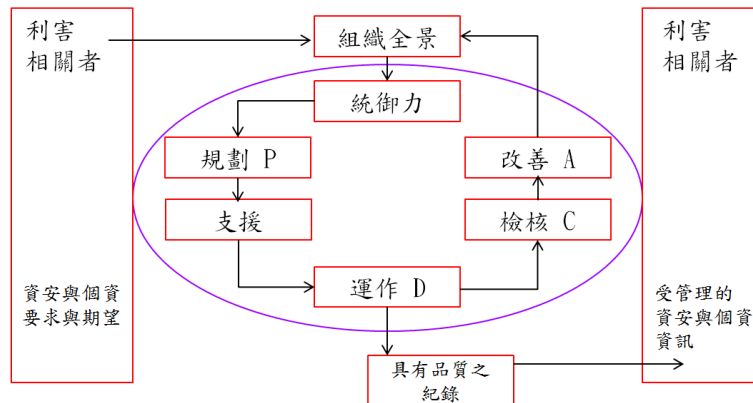 利害
相關者
資安與個資
要求與期望
組織全景
統御力
規劃 P
支援
運作 D
檢核 C
改善 A
具有品質之
紀錄
利害
相關者
受管理的
資安與個資
資訊